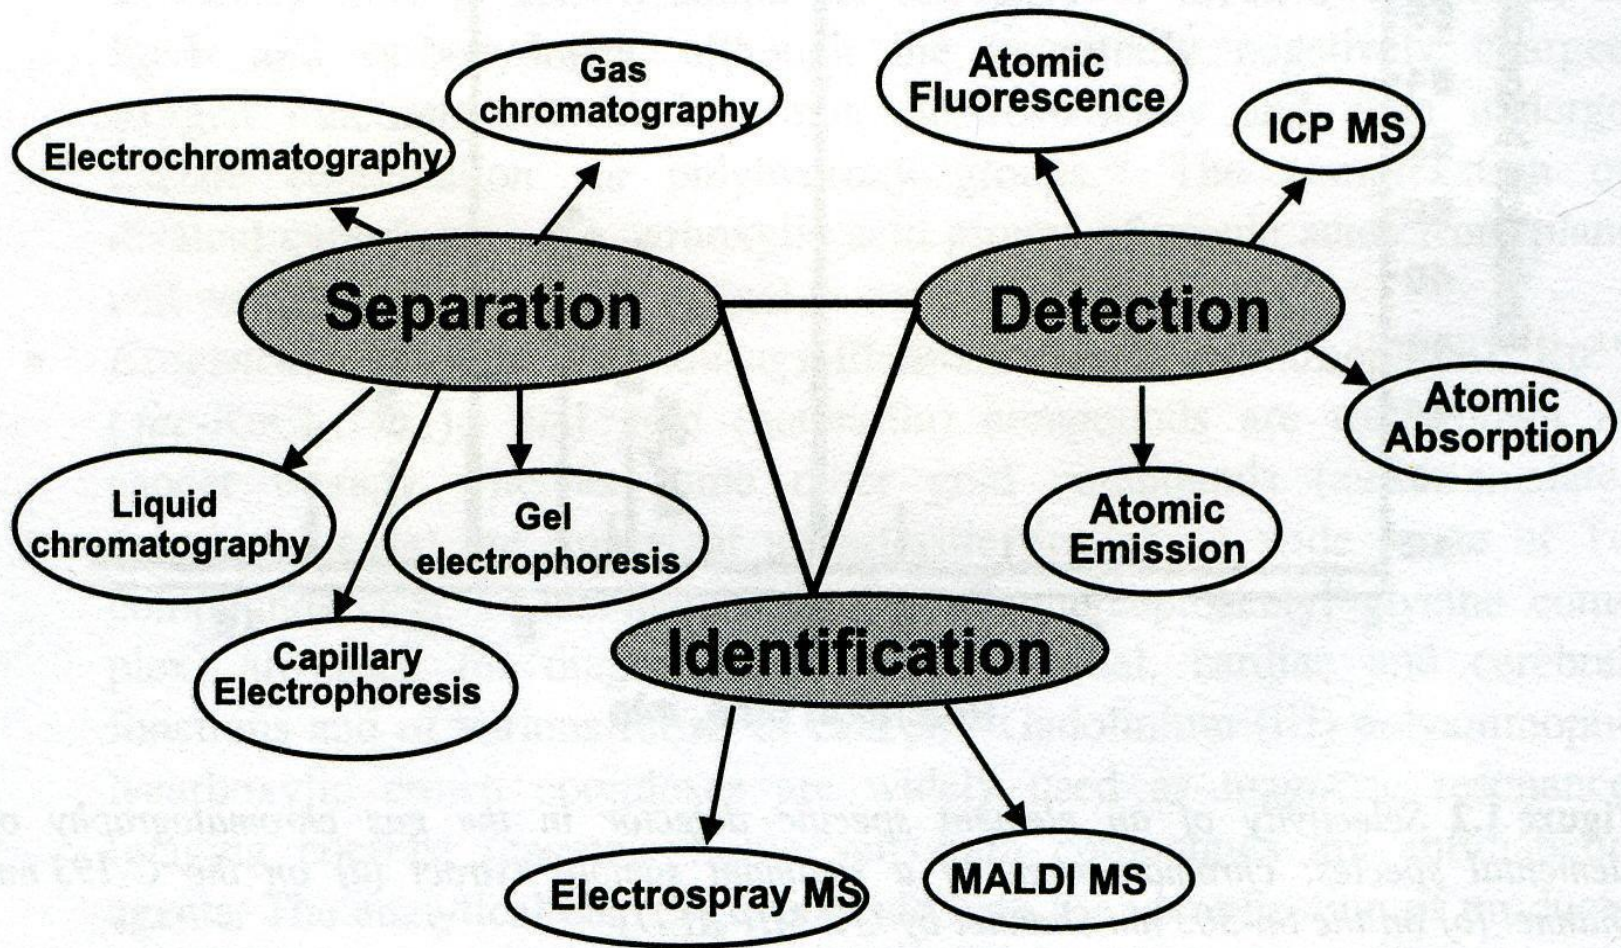 Gas
chromatography
Electrochromatography
Atomic
Fluorescence
ICP MS
Separation
Detection
Atomic
Absorption
Liquid
chromatography
Gel
electrophoresis
Atomic
Emission
Capillary
Electrophoresis
Identification
Electrospray MS
MALDI MS